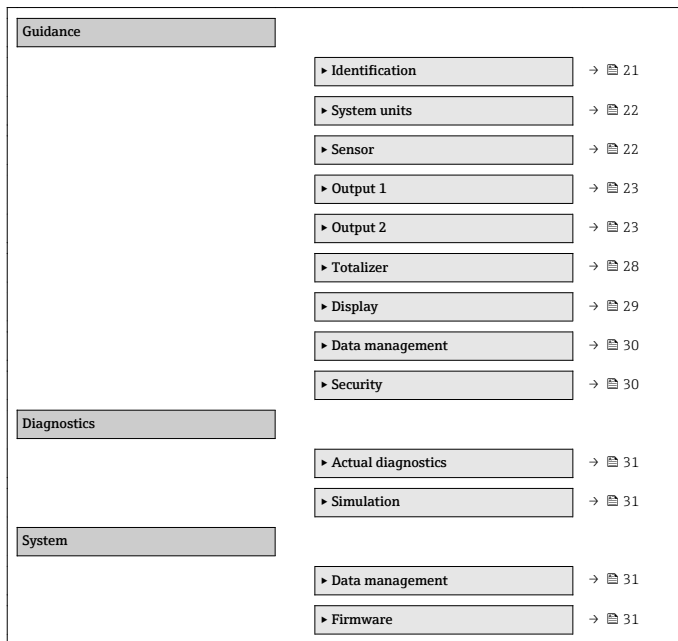 Guidance
▸ Identification → 🖹 21
▸ System units → 🖹 22
▸ Sensor → 🖹 22
▸ Output 1 → 🖹 23
▸ Output 2 → 🖹 23
▸ Totalizer → 🖹 28
▸ Display → 🖹 29
▸ Data management → 🖹 30
▸ Security → 🖹 30
Diagnostics
▸ Actual diagnostics → 🖹 31
▸ Simulation → 🖹 31
System
▸ Data management → 🖹 31
▸ Firmware → 🖹 31